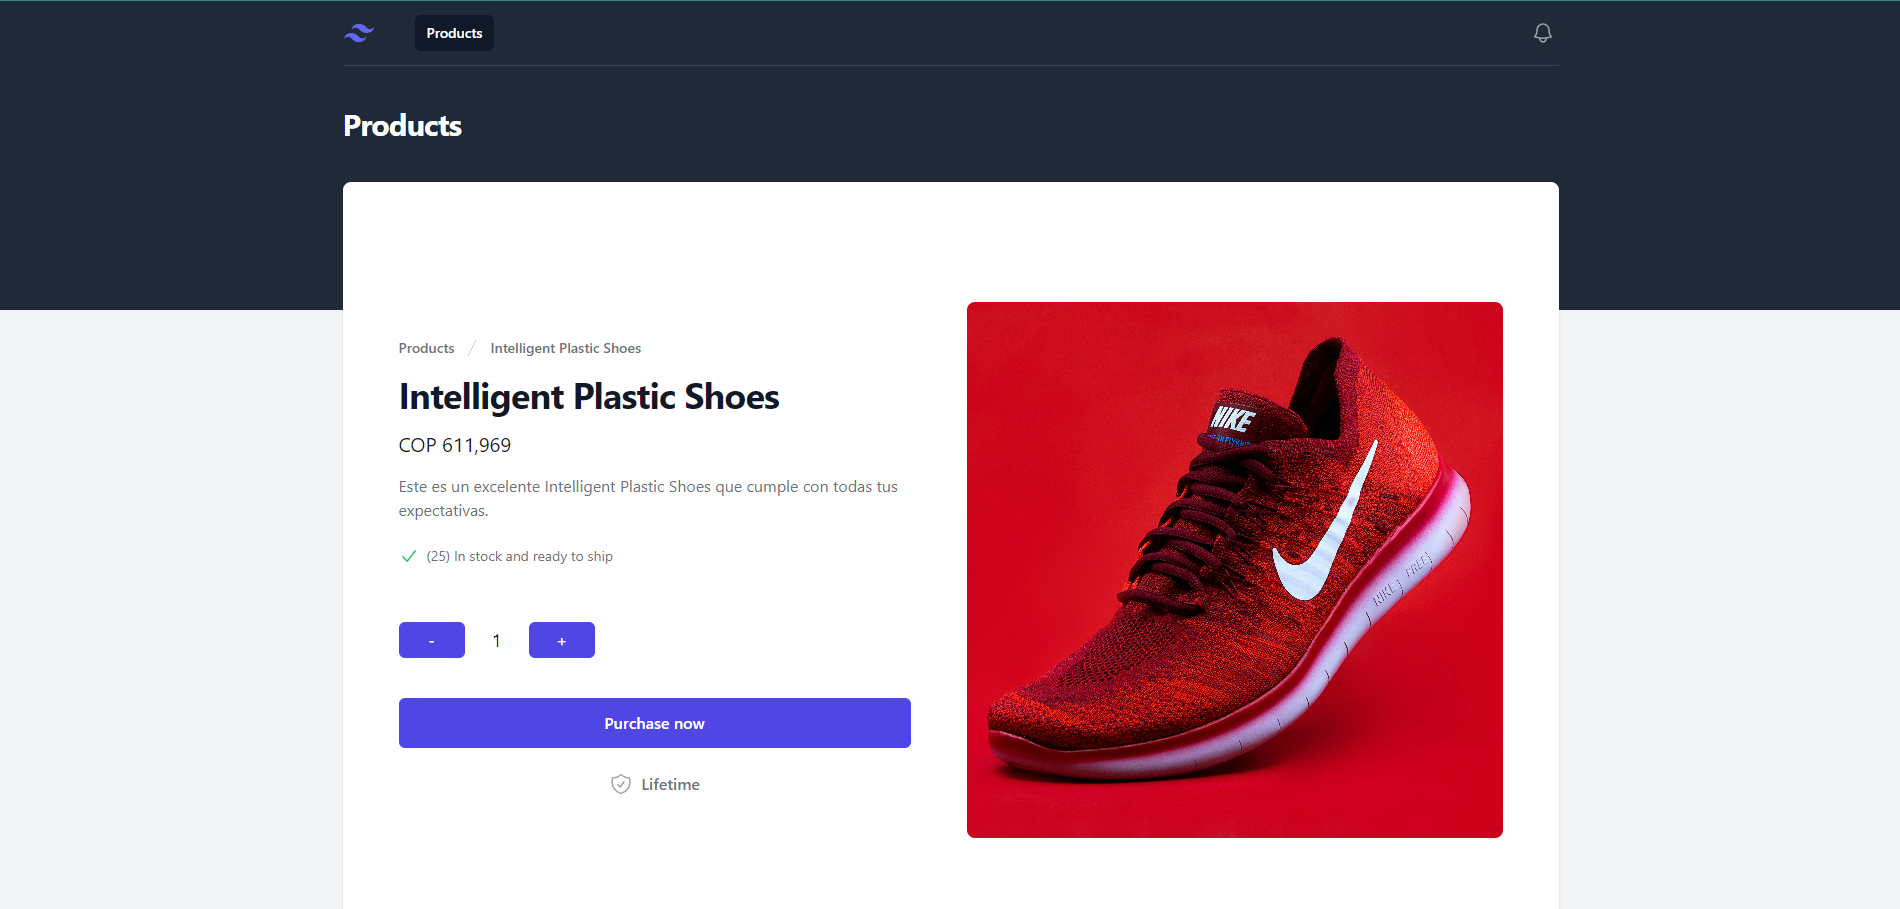 Products
Products
Products / Intelligent Plastic Shoes
Intelligent Plastic Shoes
COP 611,969
Este es un excelente Intelligent Plastic Shoes que cumple con todas tus
expectativas.
(25) In stock and ready to ship
- 1 +
Purchase now
Lifetime
NIKE
NIKE FREE